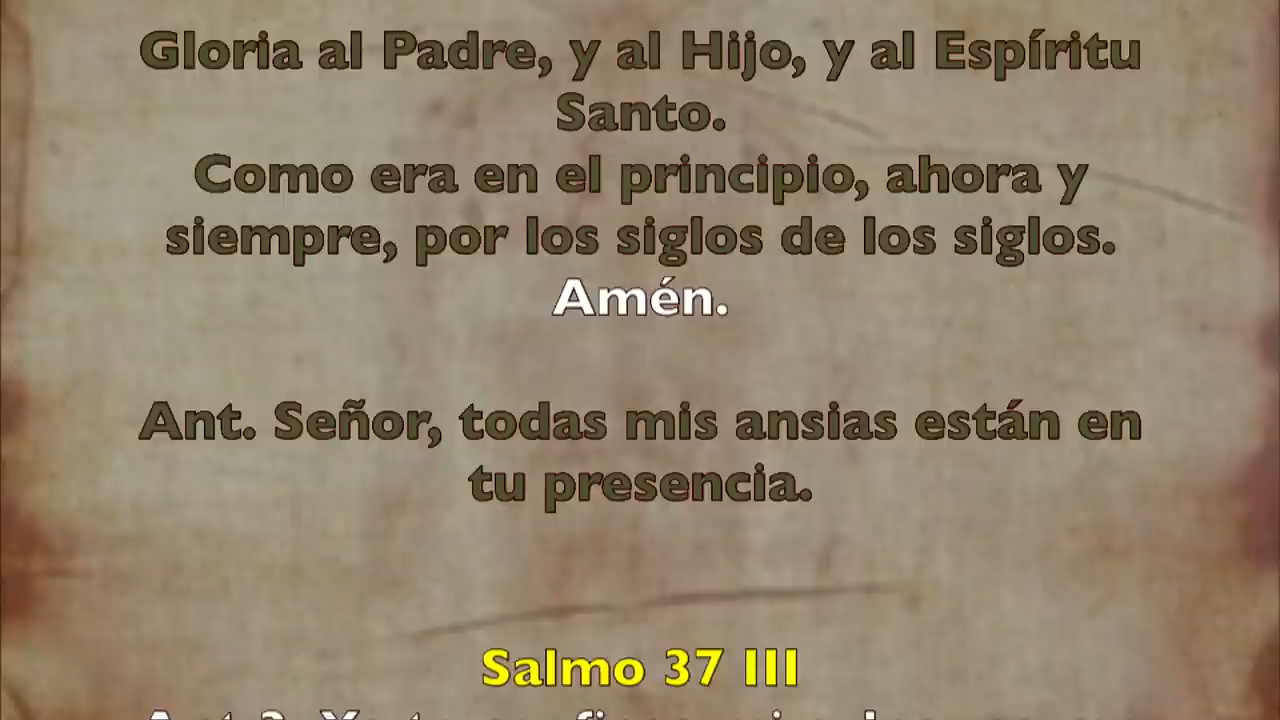 Gloria al Padre, y al Hijo, y al Espíritu
Santo.
Como era en el principio, ahora y
siempre, por los siglos de los siglos.
Amén.
Ant. Señor, todas mis ansias están en
tu presencia.
Salmo 37 III